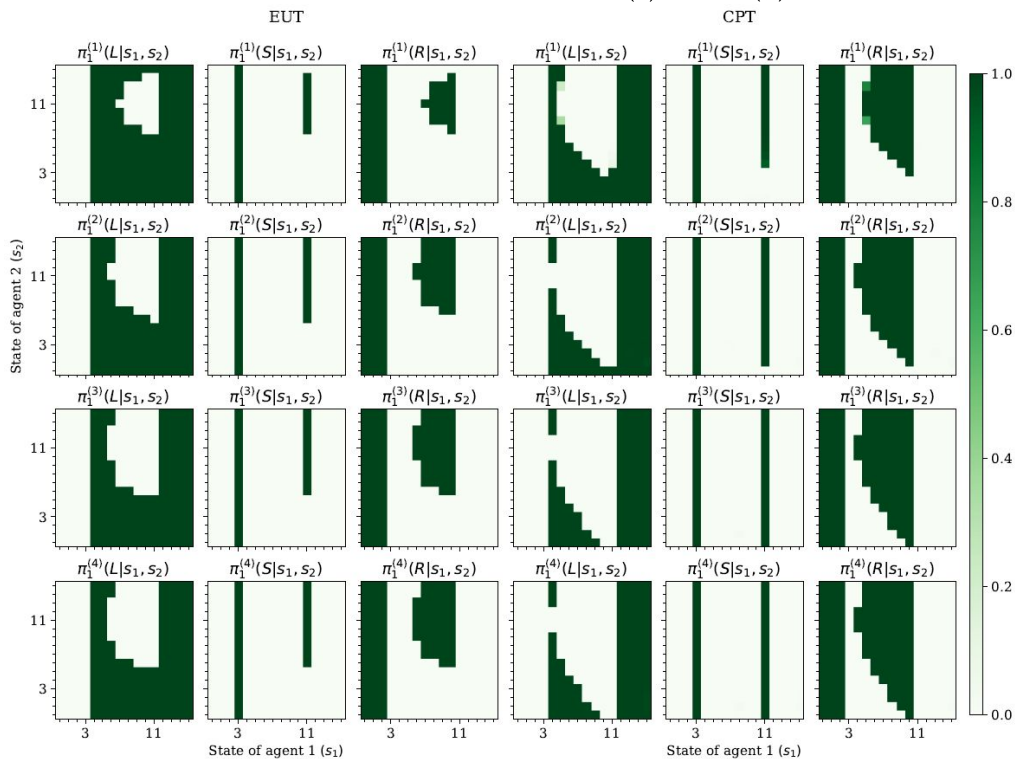 EUT
CPT
π₁⁽¹⁾(L|s₁, s₂) π₁⁽¹⁾(S|s₁, s₂) π₁⁽¹⁾(R|s₁, s₂) π₁⁽¹⁾(L|s₁, s₂) π₁⁽¹⁾(S|s₁, s₂) π₁⁽¹⁾(R|s₁, s₂)
11
3
π₁⁽²⁾(L|s₁, s₂) π₁⁽²⁾(S|s₁, s₂) π₁⁽²⁾(R|s₁, s₂) π₁⁽²⁾(L|s₁, s₂) π₁⁽²⁾(S|s₁, s₂) π₁⁽²⁾(R|s₁, s₂)
11
3
π₁⁽³⁾(L|s₁, s₂) π₁⁽³⁾(S|s₁, s₂) π₁⁽³⁾(R|s₁, s₂) π₁⁽³⁾(L|s₁, s₂) π₁⁽³⁾(S|s₁, s₂) π₁⁽³⁾(R|s₁, s₂)
11
3
π₁⁽⁴⁾(L|s₁, s₂) π₁⁽⁴⁾(S|s₁, s₂) π₁⁽⁴⁾(R|s₁, s₂) π₁⁽⁴⁾(L|s₁, s₂) π₁⁽⁴⁾(S|s₁, s₂) π₁⁽⁴⁾(R|s₁, s₂)
11
3
3 11 3 11 3 11 3 11 3 11 3 11
State of agent 1 (s₁) State of agent 1 (s₁)
State of agent 2 (s₂)
1.0
0.8
0.6
0.4
0.2
0.0